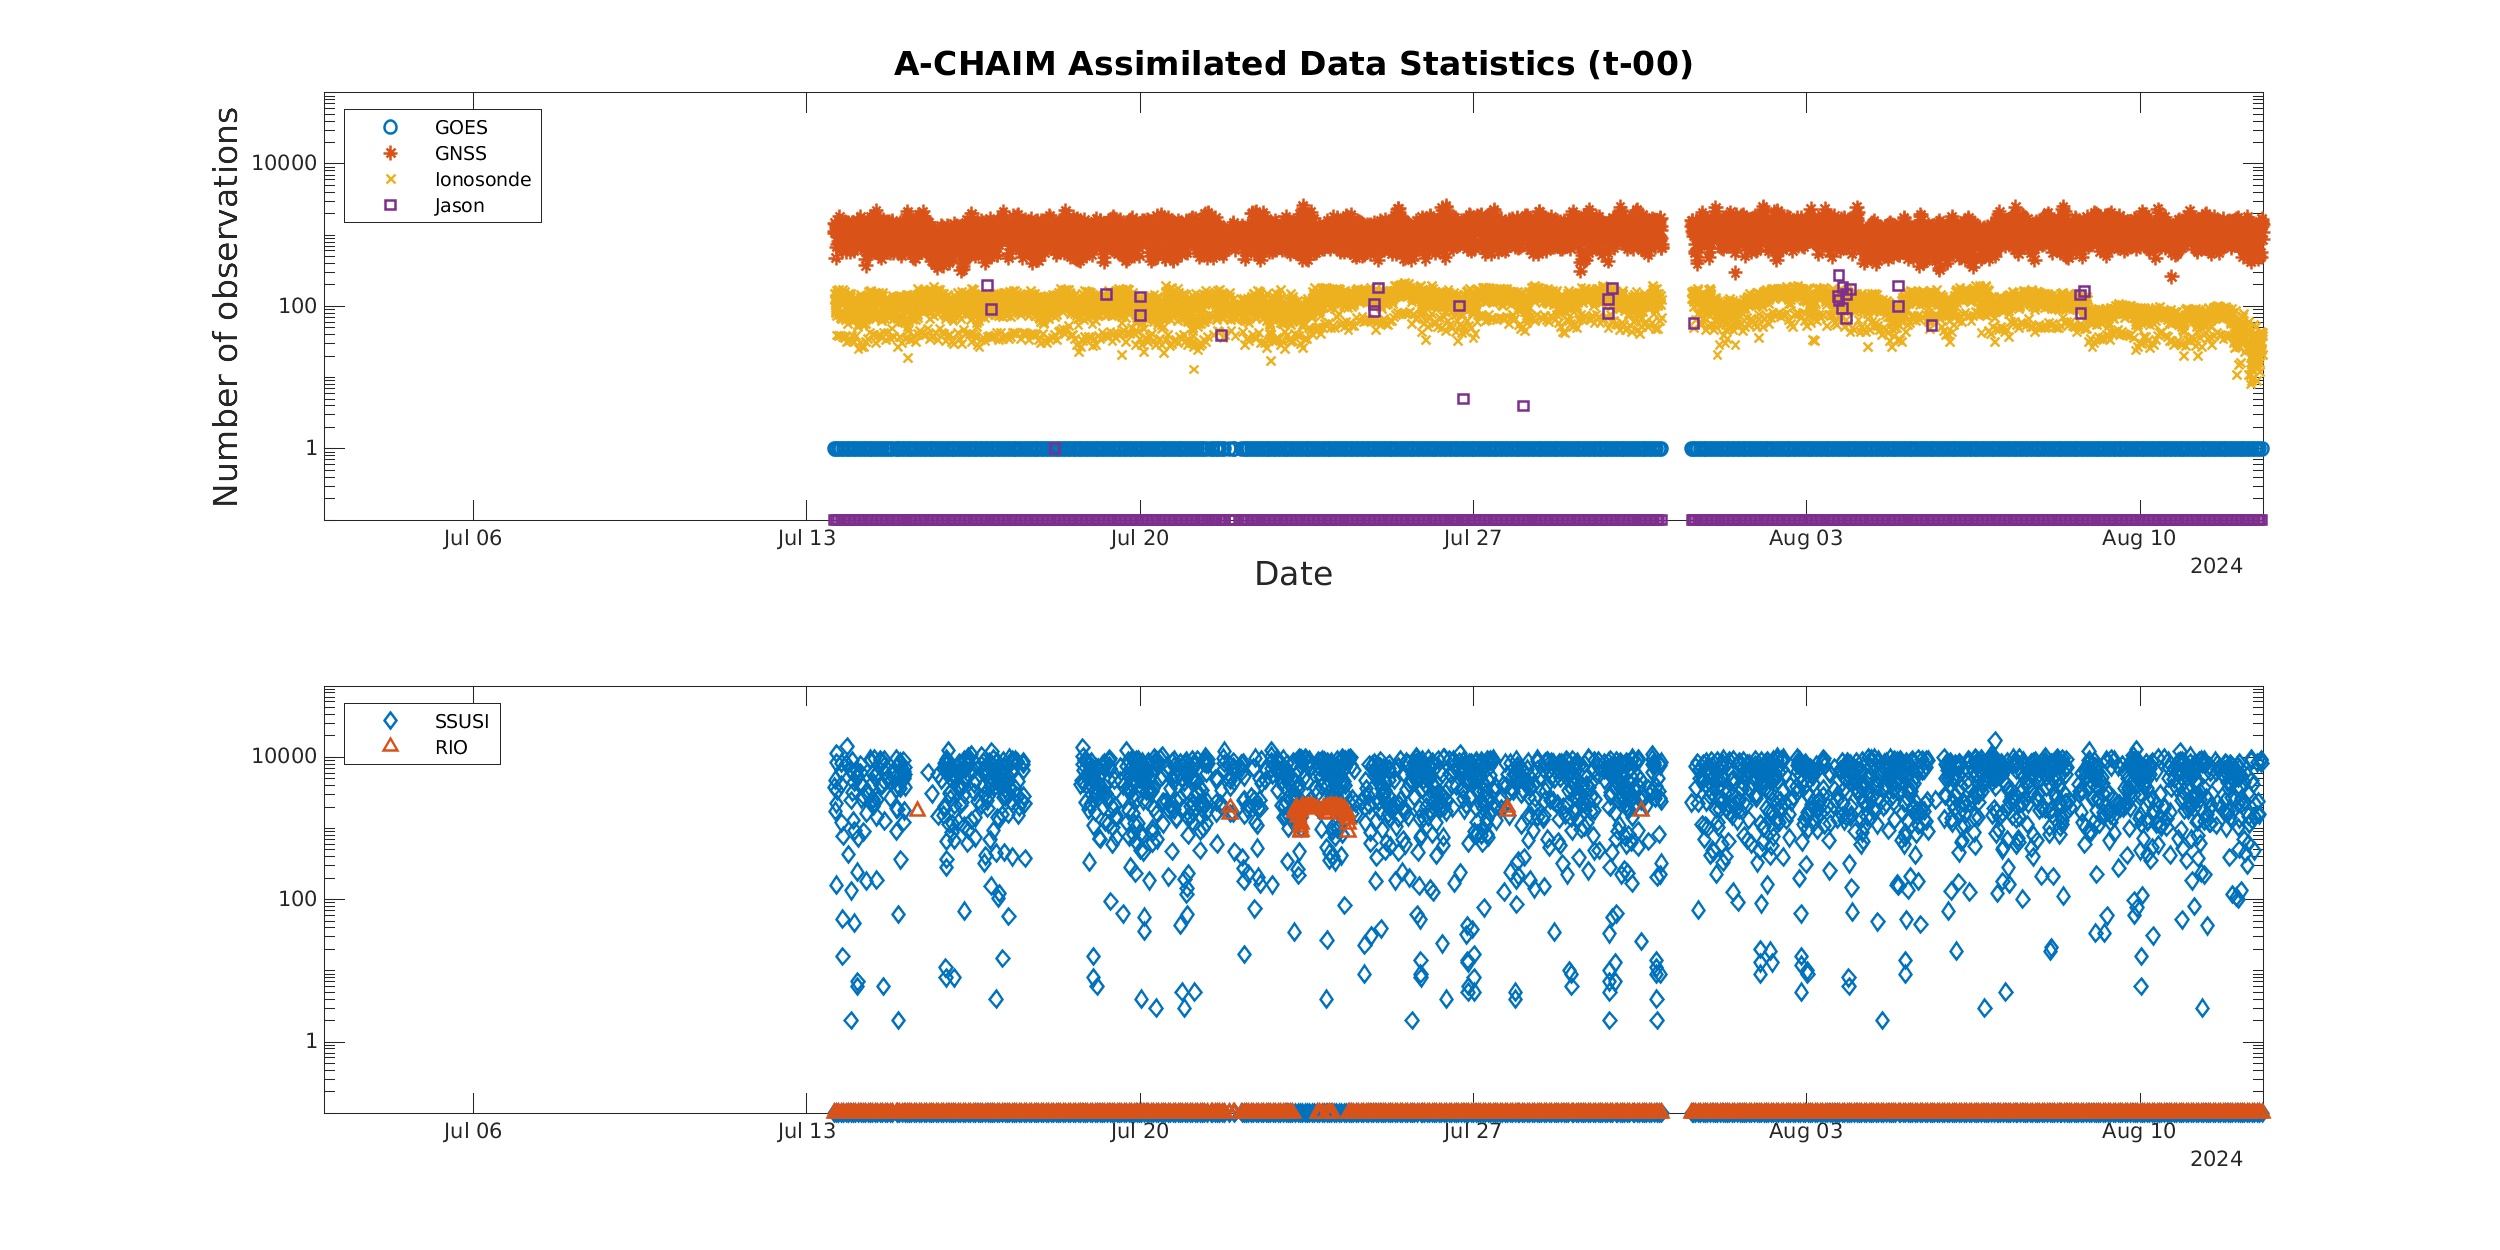 A-CHAIM Assimilated Data Statistics (t-00)
Number of observations
10000
100
1
GOES
GNSS
Ionosonde
Jason
Jul 06 Jul 13 Jul 20 Jul 27 Aug 03 Aug 10
2024
Date
10000
100
1
SSUSI
RIO
Jul 06 Jul 13 Jul 20 Jul 27 Aug 03 Aug 10
2024